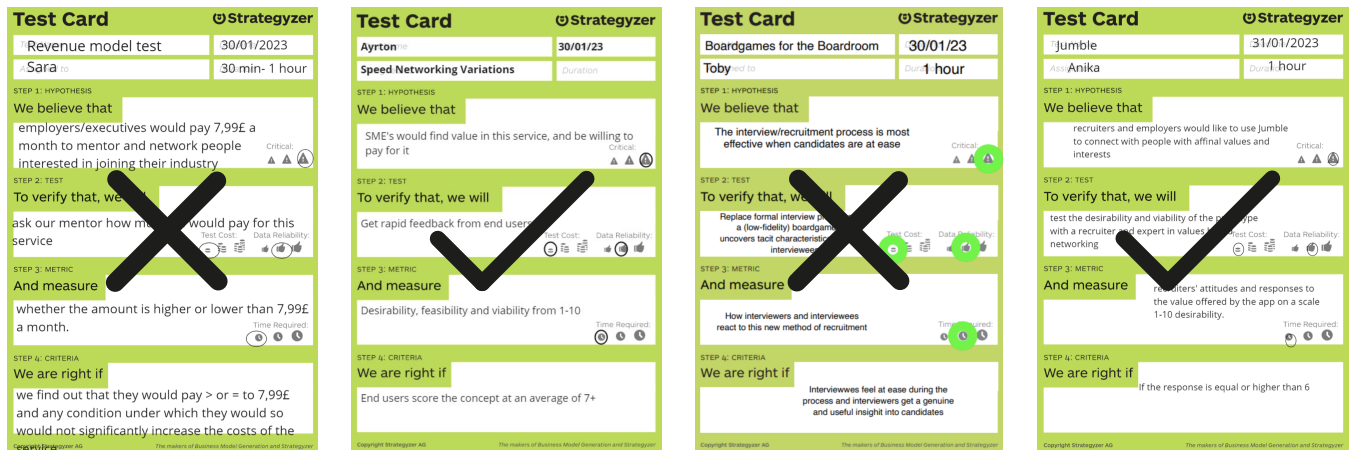 Test Card
Strategyzer
Revenue model test
30/01/2023
Sara
30 min- 1 hour
STEP 1: HYPOTHESIS
We believe that
employers/executives would pay 7,99£ a
month to mentor and network people
interested in joining their industry
Critical:
STEP 2: TEST
To verify that, we will
ask our mentor how would pay for this
service
Test Cost:
Data Reliability:
STEP 3: METRIC
And measure
whether the amount is higher or lower than 7,99£
a month.
Time Required:
STEP 4: CRITERIA
We are right if
we find out that they would pay > or = to 7,99£
and any condition under which they would so
would not significantly increase the costs of the
service
Copyright Strategyzer AG
The makers of Business Model Generation and Strategyzer
Test Card
Strategyzer
Ayrton
30/01/23
Speed Networking Variations
Duration
STEP 1: HYPOTHESIS
We believe that
SME's would find value in this service, and be willing to
pay for it
Critical:
STEP 2: TEST
To verify that, we will
Get rapid feedback from end users
Test Cost:
Data Reliability:
STEP 3: METRIC
And measure
Desirability, feasibility and viability from 1-10
Time Required:
STEP 4: CRITERIA
We are right if
End users score the concept at an average of 7+
Copyright Strategyzer AG
The makers of Business Model Generation and Strategyzer
Test Card
Strategyzer
Boardgames for the Boardroom
30/01/23
Toby
1 hour
STEP 1: HYPOTHESIS
We believe that
The interview/recruitment process is most
effective when candidates are at ease
Critical:
STEP 2: TEST
To verify that, we will
Replace formal interview
a (low-fidelity)
uncovers tacit
Test Cost:
Data Reliability:
STEP 3: METRIC
And measure
How interviewers and interviewees
react to this new method of recruitment
Time Required:
STEP 4: CRITERIA
We are right if
Interviewwes feel at ease during the
process and interviewers get a genuine
and useful insight into candidates
Copyright Strategyzer AG
The makers of Business Model Generation and Strategyzer
Test Card
Strategyzer
Jumble
31/01/2023
Anika
1 hour
STEP 1: HYPOTHESIS
We believe that
recruiters and employers would like to use Jumble
to connect with people with affinal values and
interests
Critical:
STEP 2: TEST
To verify that, we will
test the desirability and viability of the prototype
with a recruiter and expert in values
networking
Test Cost:
Data Reliability:
STEP 3: METRIC
And measure
recruiters' attitudes and responses to
the value offered by the app on a scale
1-10 desirability.
Time Required:
STEP 4: CRITERIA
We are right if
If the response is equal or higher than 6
Copyright Strategyzer AG
The makers of Business Model Generation and Strategyzer